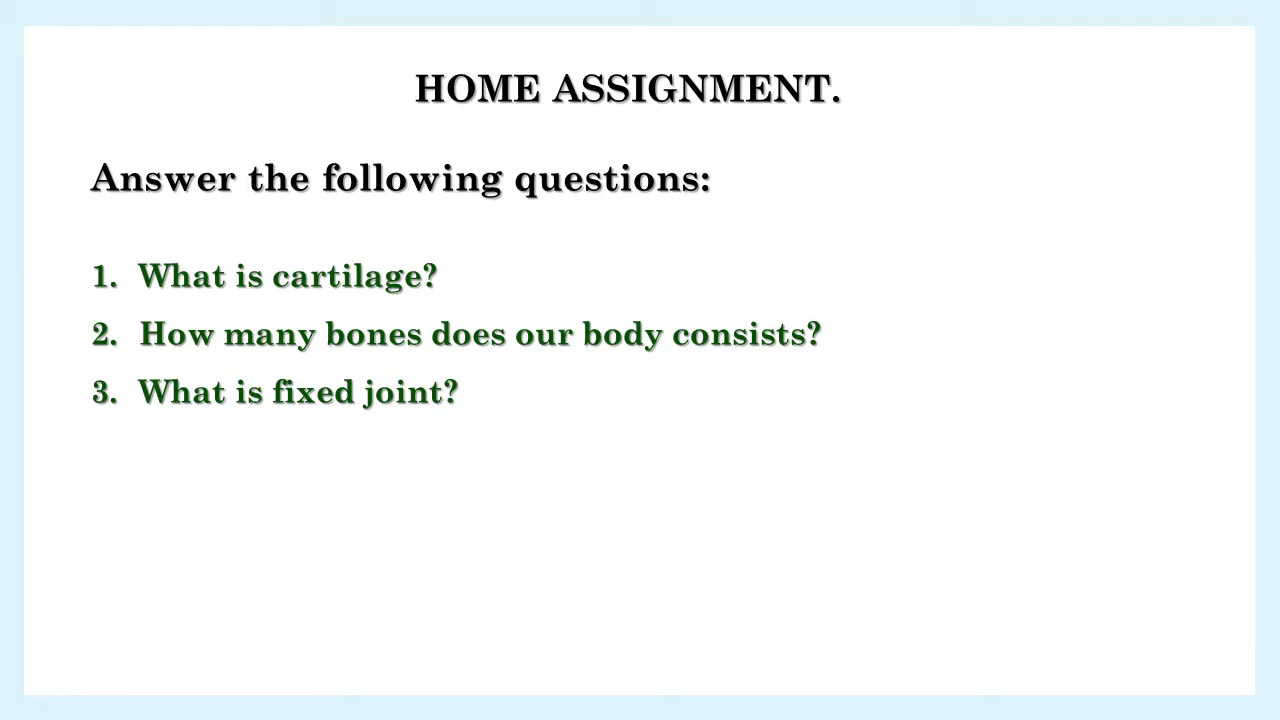 HOME ASSIGNMENT.
Answer the following questions:
1. What is cartilage?
2. How many bones does our body consists?
3. What is fixed joint?